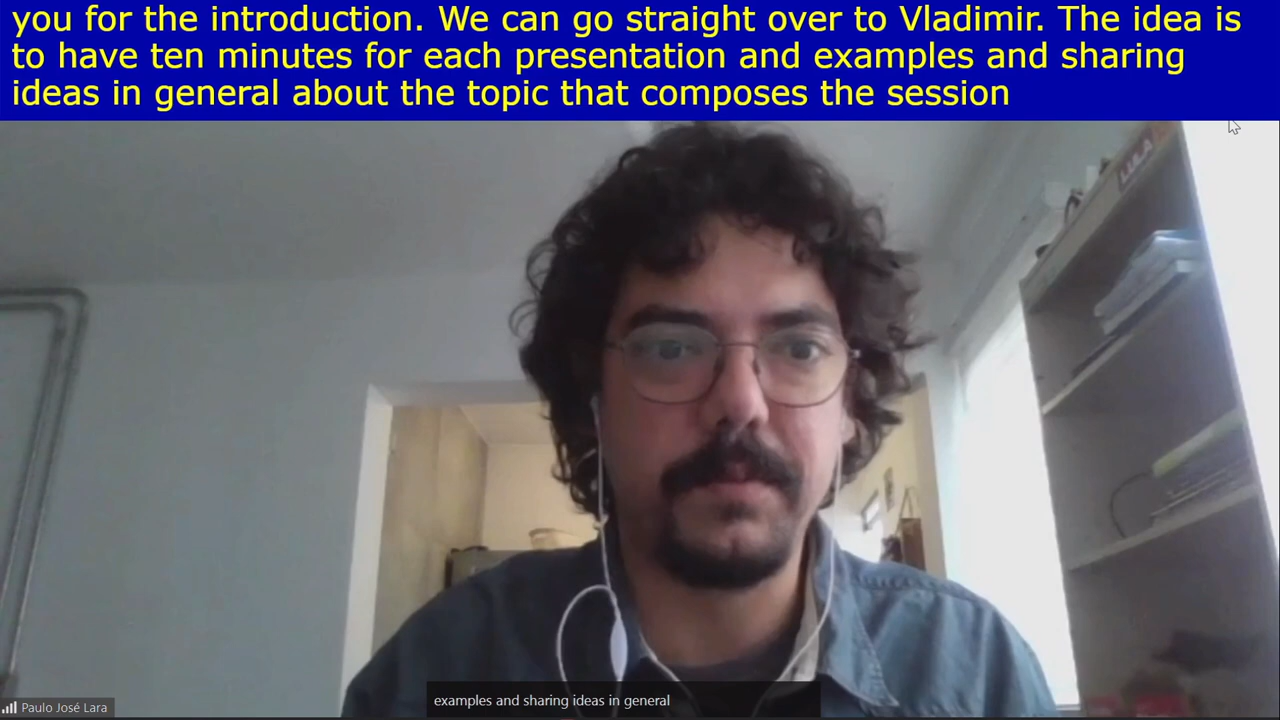 you for the introduction. We can go straight over to Vladimir. The idea is
to have ten minutes for each presentation and examples and sharing
ideas in general about the topic that composes the session
LULA
Paulo José Lara
examples and sharing ideas in general